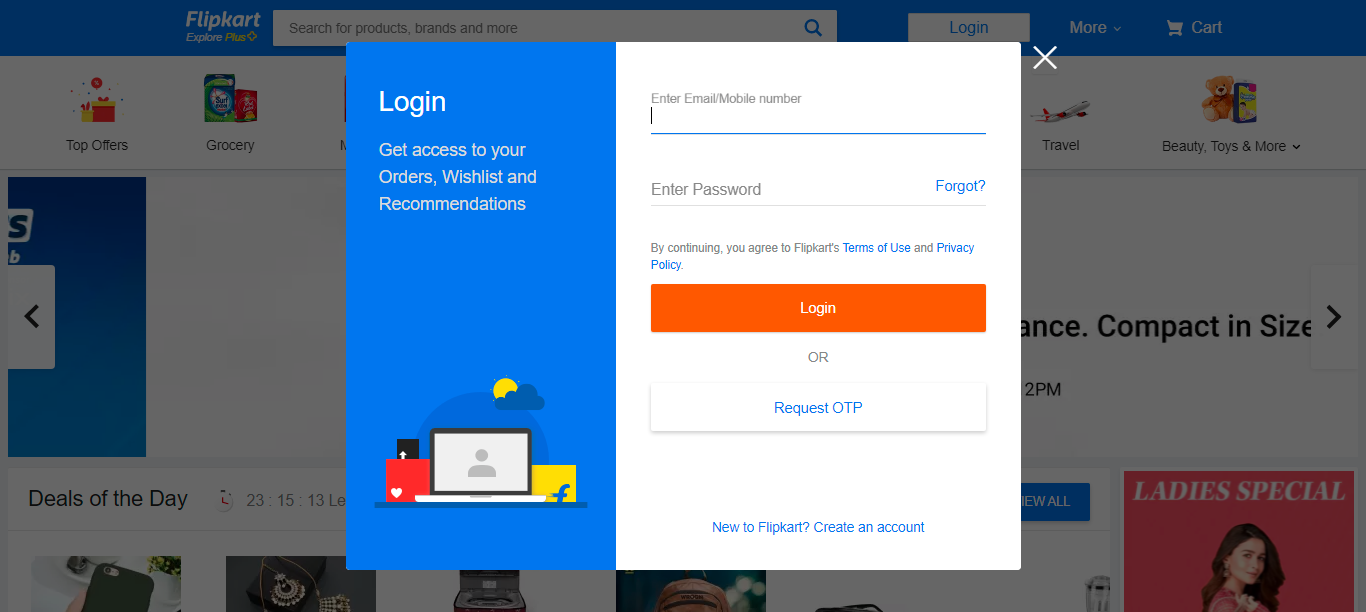 Flipkart
Explore Plus
Search for products, brands and more
Login
More
Cart
Top Offers
Grocery
Travel
Beauty, Toys & More
Login
Get access to your
Orders, Wishlist and
Recommendations
Enter Email/Mobile number
Enter Password
Forgot?
By continuing, you agree to Flipkart's Terms of Use and Privacy
Policy.
Login
OR
Request OTP
New to Flipkart? Create an account
ance. Compact in Size
2PM
Deals of the Day
23 : 15 : 13 Le
IEW ALL
LADIES SPECIAL